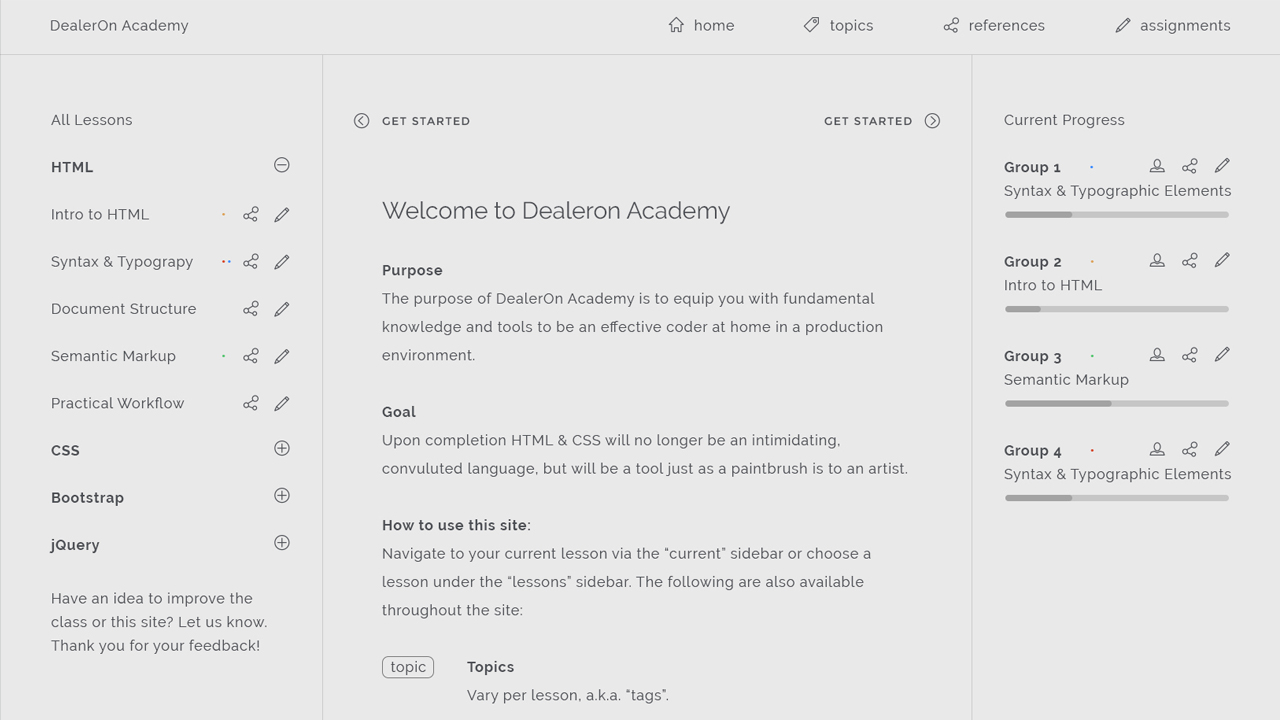 DealerOn Academy
home
topics
references
assignments
All Lessons
HTML
Intro to HTML
Syntax & Typograpy
Document Structure
Semantic Markup
Practical Workflow
CSS
Bootstrap
jQuery
Have an idea to improve the
class or this site? Let us know.
Thank you for your feedback!
GET STARTED
GET STARTED
Welcome to Dealeron Academy
Purpose
The purpose of DealerOn Academy is to equip you with fundamental
knowledge and tools to be an effective coder at home in a production
environment.
Goal
Upon completion HTML & CSS will no longer be an intimidating,
convuluted language, but will be a tool just as a paintbrush is to an artist.
How to use this site:
Navigate to your current lesson via the “current” sidebar or choose a
lesson under the “lessons” sidebar. The following are also available
throughout the site:
topic
Topics
Vary per lesson, a.k.a. “tags”.
Current Progress
Group 1
Syntax & Typographic Elements
Group 2
Intro to HTML
Group 3
Semantic Markup
Group 4
Syntax & Typographic Elements